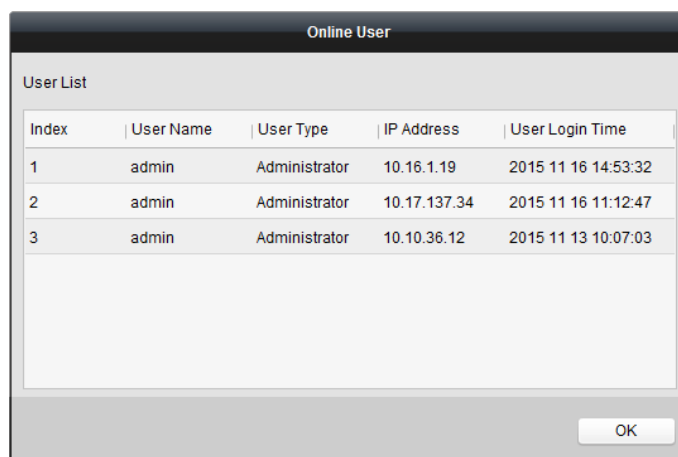 Online User
User List
Index User Name User Type IP Address User Login Time
1 admin Administrator 10.16.1.19 2015 11 16 14:53:32
2 admin Administrator 10.17.137.34 2015 11 16 11:12:47
3 admin Administrator 10.10.36.12 2015 11 13 10:07:03
OK